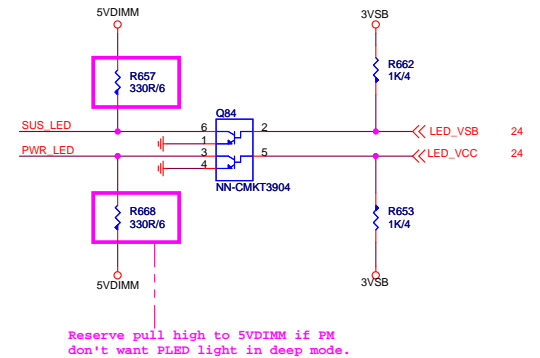 5VDIMM
3VSB
R657
330R/6
R662
1K/4
Q84
SUS_LED
6
2
LED_VSB
24
1
PWR_LED
3
5
LED_VCC
24
4
NN-CMKT3904
R668
330R/6
R653
1K/4
5VDIMM
3VSB
Reserve pull high to 5VDIMM if PM
don't want PLED light in deep mode.